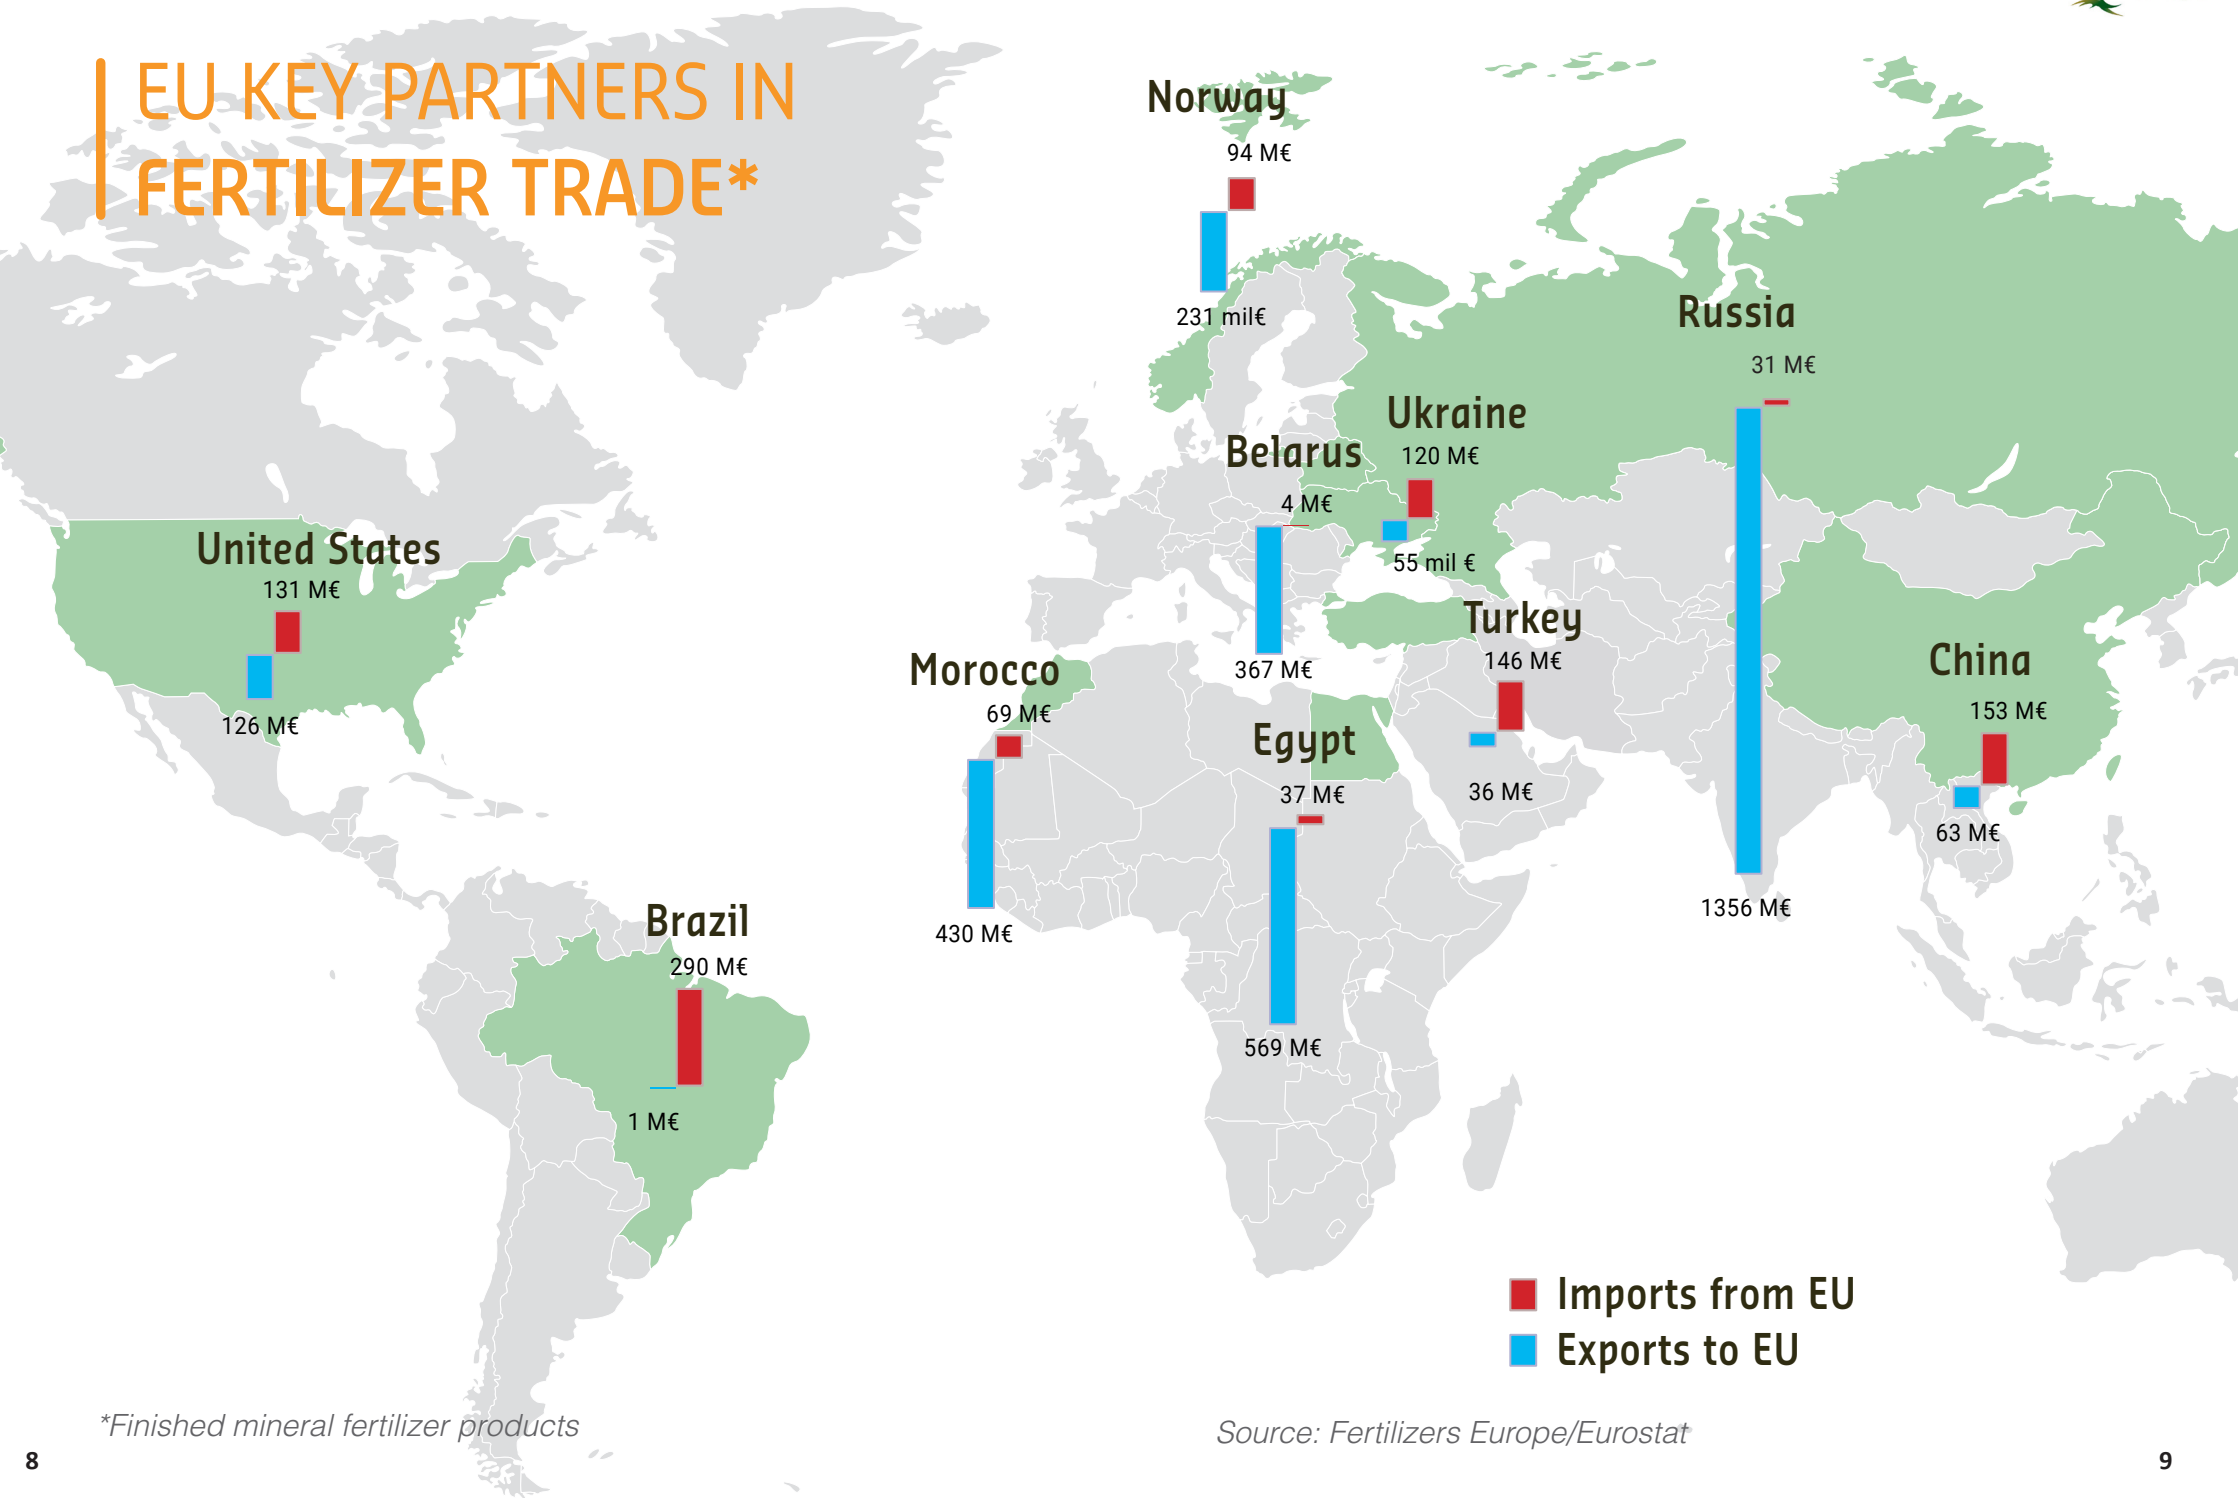 EU KEY PARTNERS IN
FERTILIZER TRADE*
Norway
94 M€
231 mil€
Russia
31 M€
1356 M€
Ukraine
120 M€
55 mil €
Belarus
4 M€
367 M€
United States
131 M€
126 M€
Turkey
146 M€
36 M€
Morocco
69 M€
430 M€
China
153 M€
63 M€
Egypt
37 M€
569 M€
Brazil
290 M€
1 M€
Imports from EU
Exports to EU
*Finished mineral fertilizer products
Source: Fertilizers Europe/Eurostat
8
9